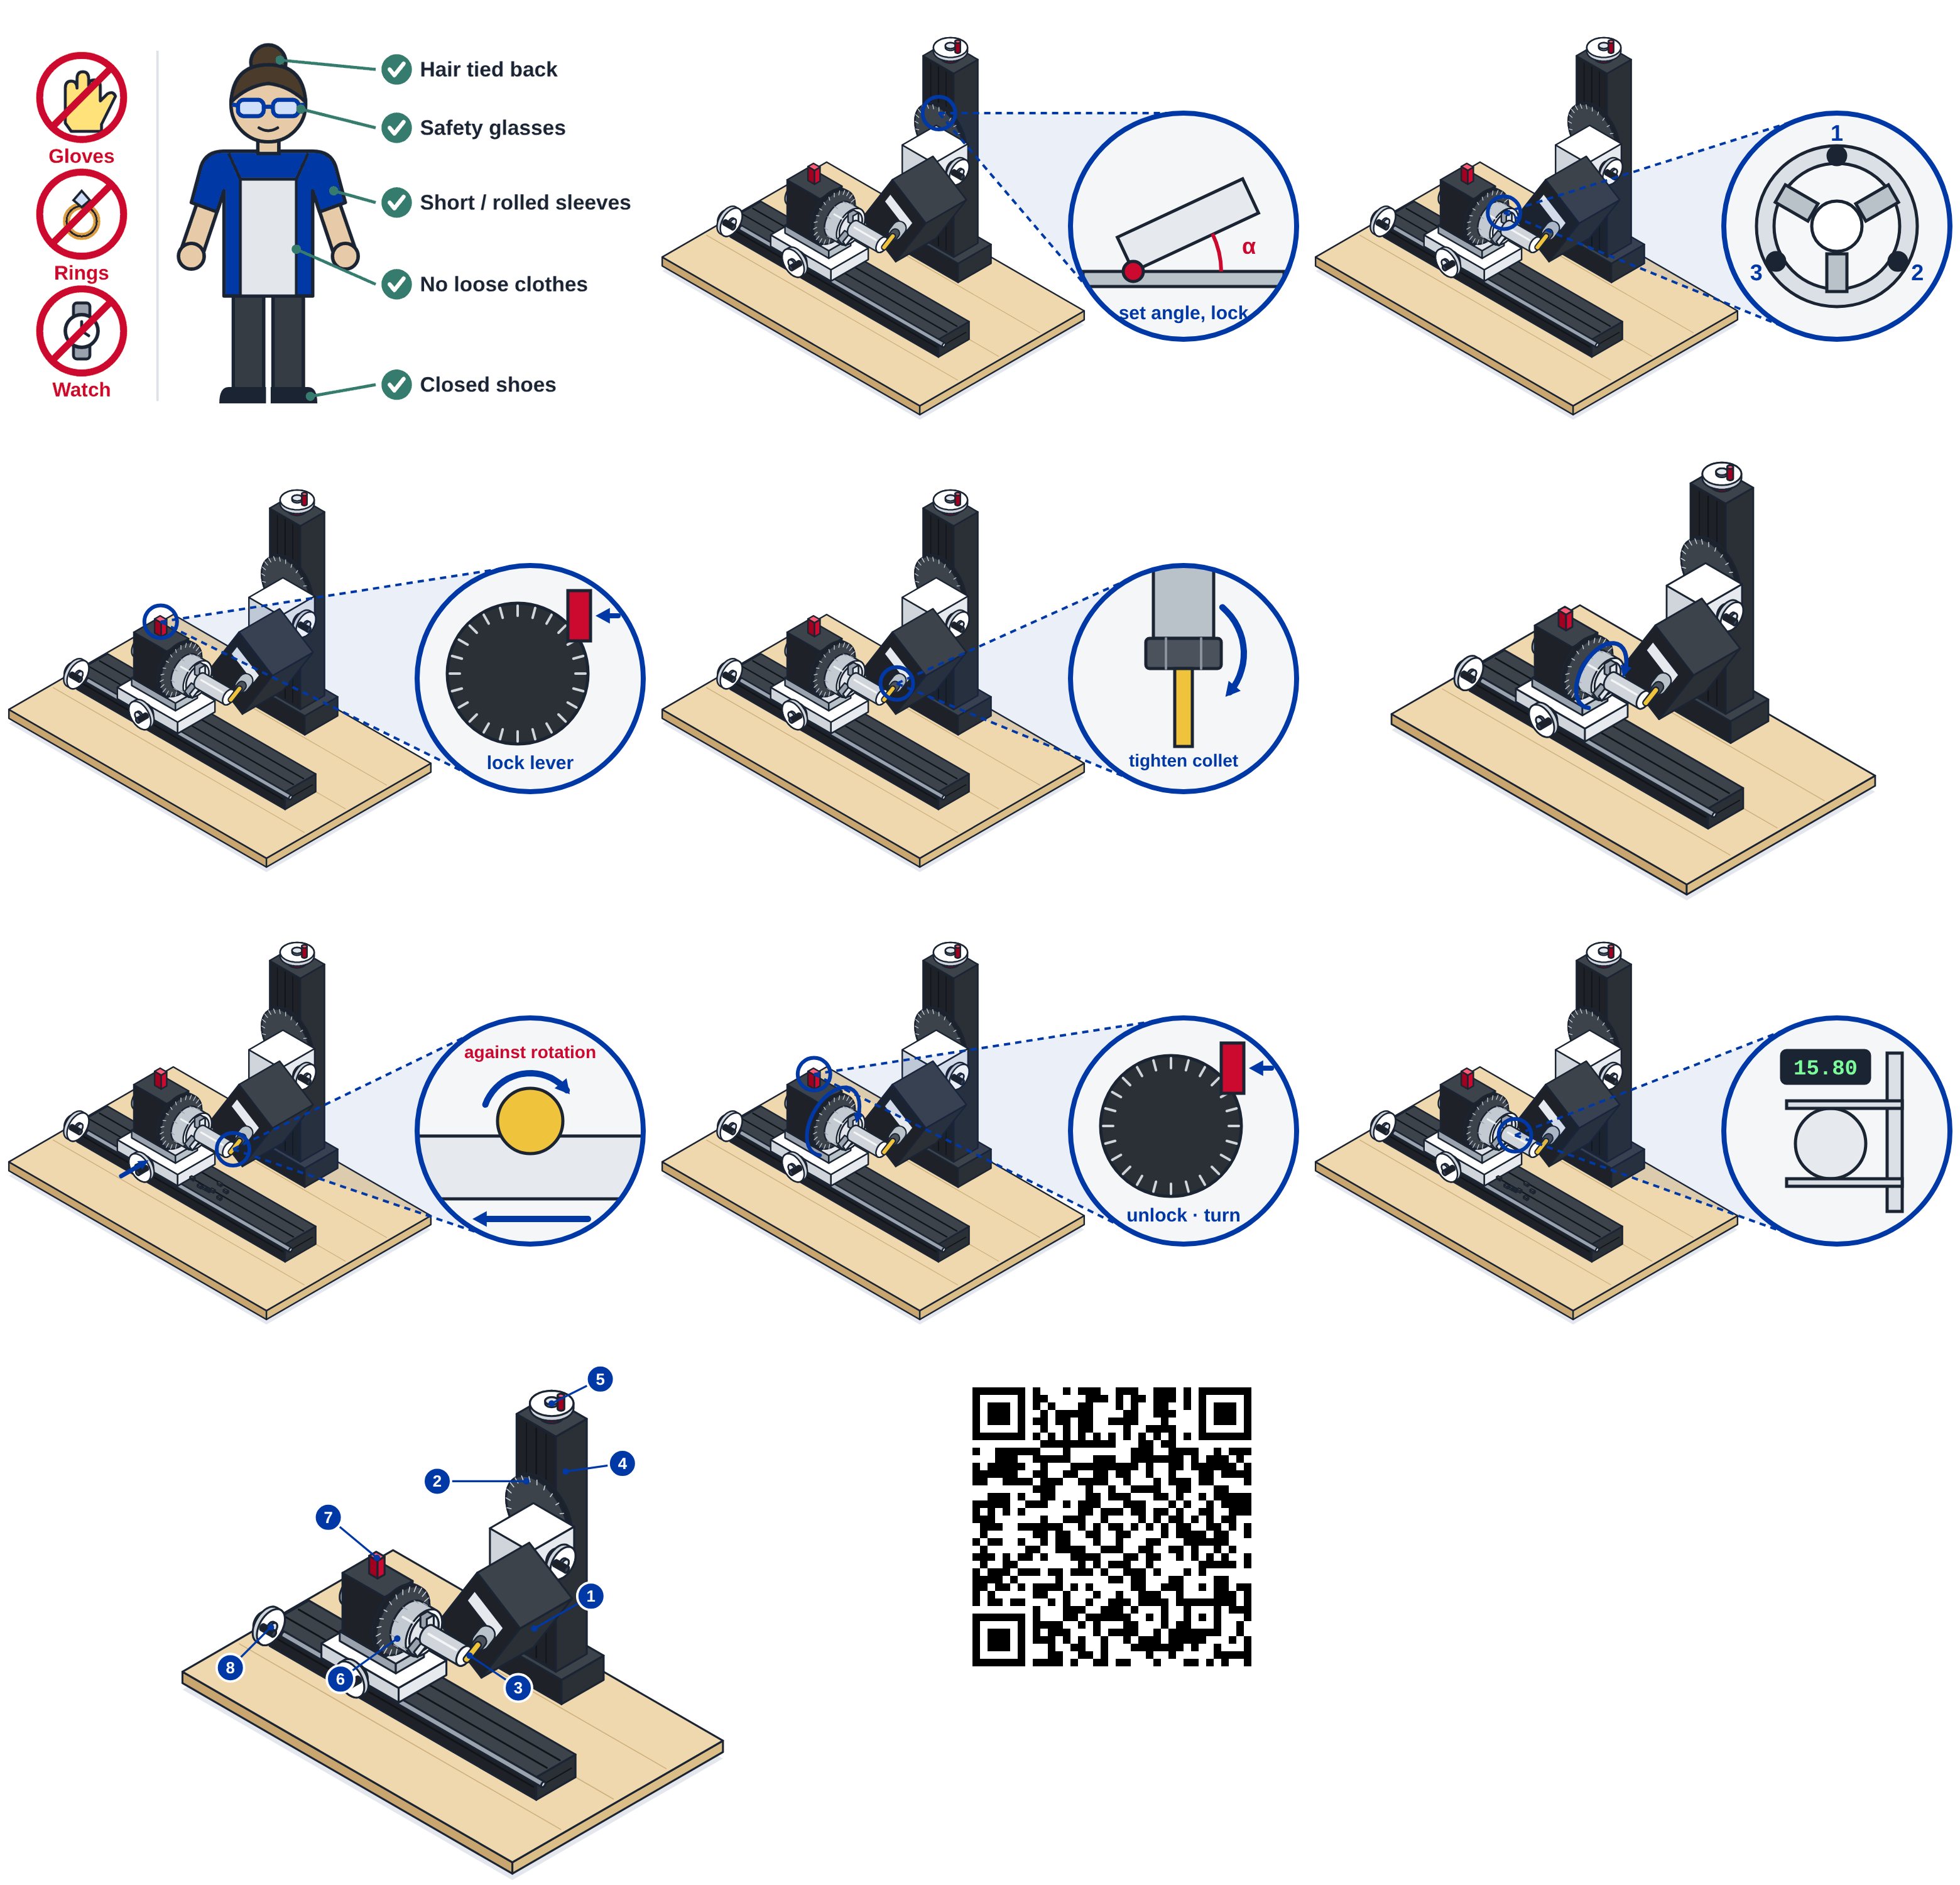 Hair tied back
Safety glasses
Gloves
Short / rolled sleeves
Rings
No loose clothes
Watch
Closed shoes
α
set angle, lock
1
3
2
lock lever
tighten collet
against rotation
unlock · turn
15.80
5
4
2
7
1
8
6
3